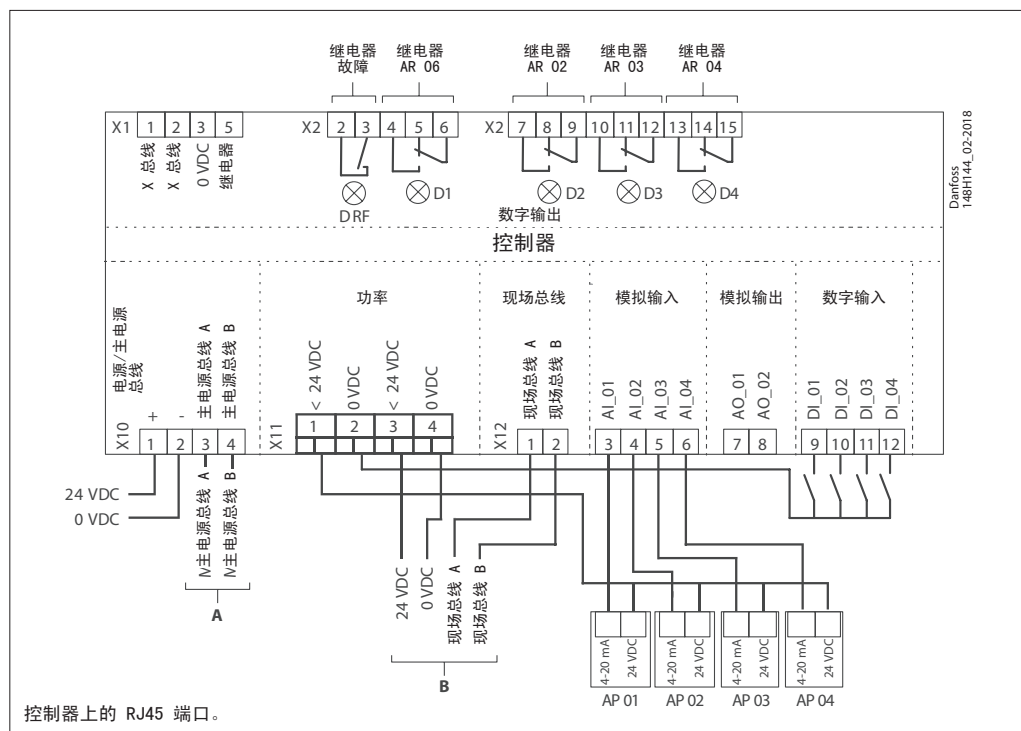 继电器 故障
继电器 AR 06
继电器 AR 02
继电器 AR 03
继电器 AR 04
X1 1 2 3 5
X2 2 3 4 5 6
X2 7 8 9 10 11 12 13 14 15
X 总线
X 总线
0 VDC
继电器
DRF
D1
D2
D3
D4
数字输出
Danfoss
148H144_02-2018
控制器
电源/主电源总线
功率
现场总线
模拟输入
模拟输出
数字输入
+
-
主电源总线 A
主电源总线 B
< 24 VDC
0 VDC
< 24 VDC
0 VDC
现场总线 A
现场总线 B
AI_01
AI_02
AI_03
AI_04
AO_01
AO_02
DI_01
DI_02
DI_03
DI_04
X10 1 2 3 4
X11 1 2 3 4
X12 1 2
3 4 5 6
7 8
9 10 11 12
24 VDC
0 VDC
主电源总线 A
主电源总线 B
A
24 VDC
0 VDC
现场总线 A
现场总线 B
B
4-20 mA
24 VDC
4-20 mA
24 VDC
4-20 mA
24 VDC
4-20 mA
24 VDC
AP 01
AP 02
AP 03
AP 04
控制器上的 RJ45 端口。